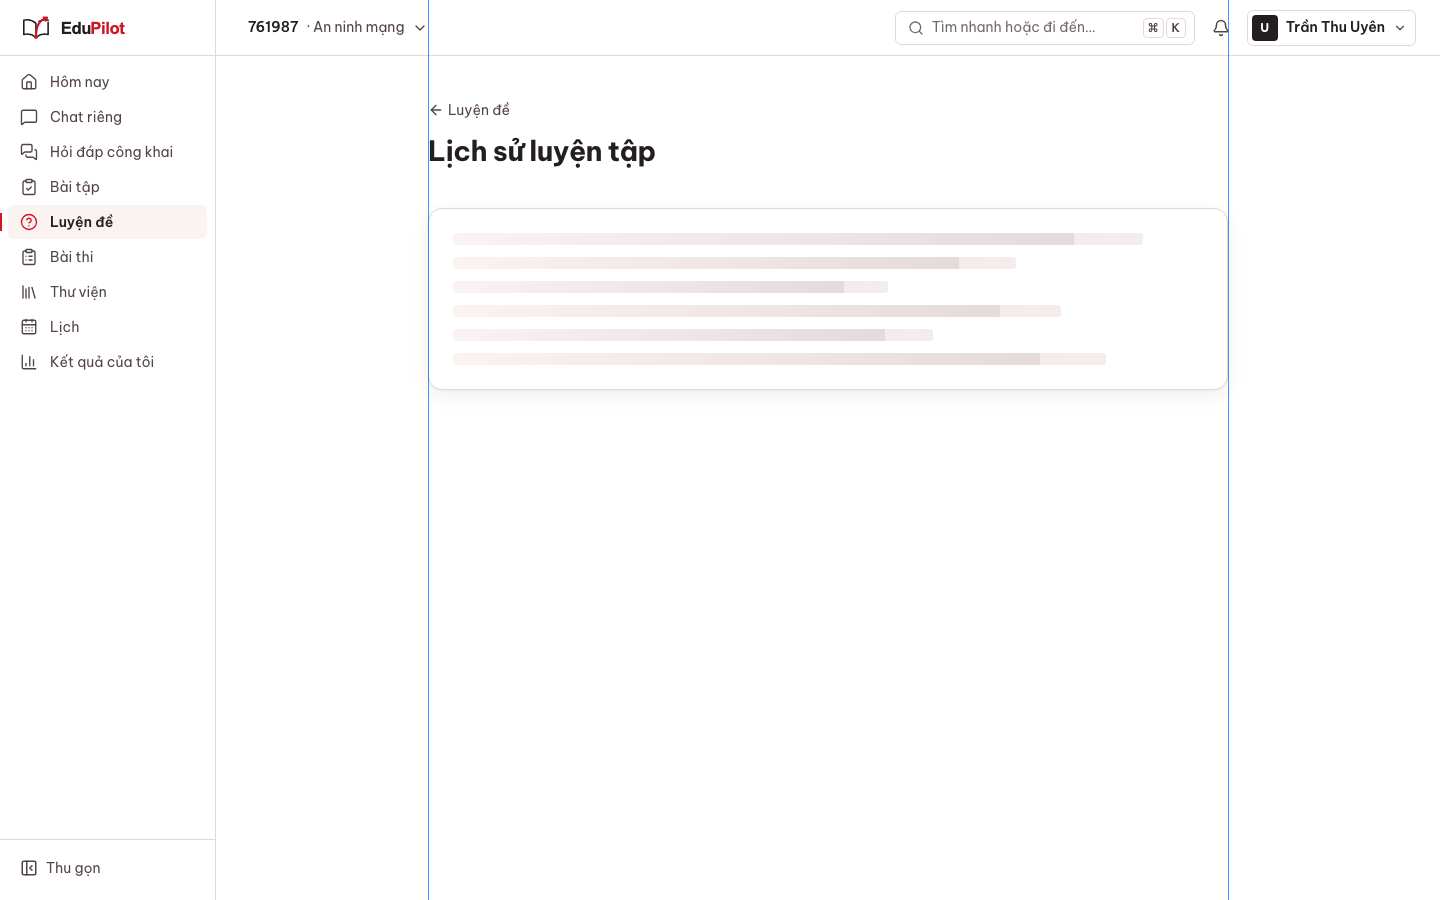 EduPilot
761987 · An ninh mạng
Tìm nhanh hoặc đi đến...
⌘ K
U
Trần Thu Uyên
Hôm nay
Chat riêng
Hỏi đáp công khai
Bài tập
Luyện đề
Bài thi
Thư viện
Lịch
Kết quả của tôi
Thu gọn
Luyện đề
Lịch sử luyện tập